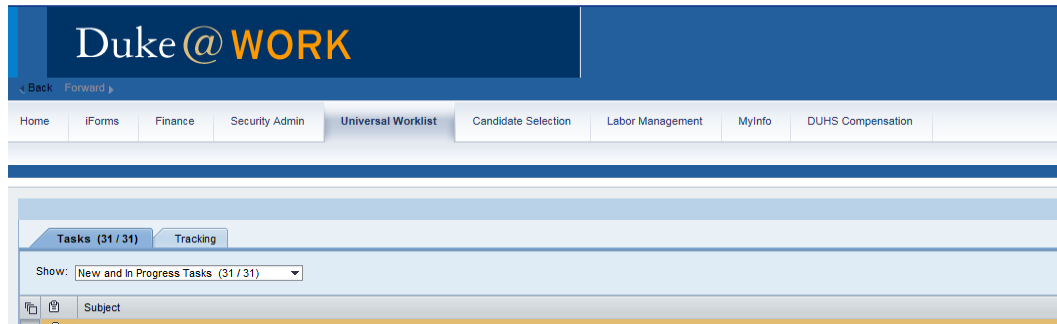 Duke@WORK
Back Forward
Home iForms Finance Security Admin Universal Worklist Candidate Selection Labor Management MyInfo DUHS Compensation
Tasks (31 / 31) Tracking
Show: New and In Progress Tasks (31 / 31)
Subject